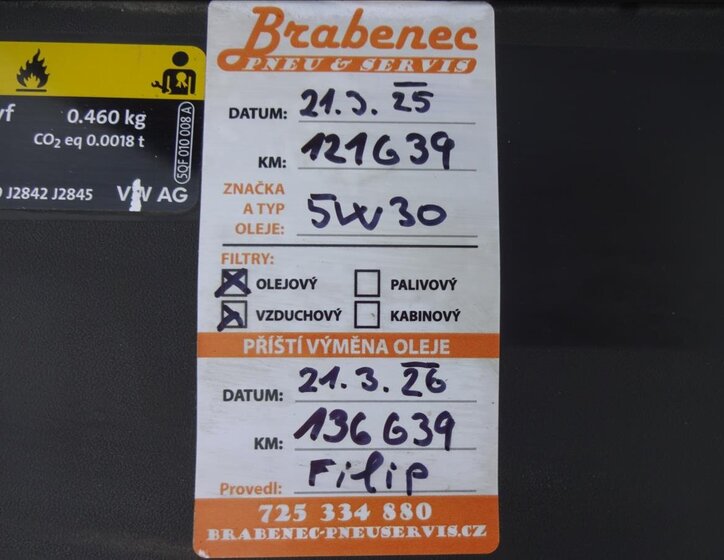 Brabenec
PNEU & SERVIS
DATUM: 21.3.25
KM: 121639
ZNAČKA
A TYP
OLEJE: 5W30
FILTRY:
OLEJOVÝ PALIVOVÝ
VZDUCHOVÝ KABINOVÝ
PŘÍŠTÍ VÝMĚNA OLEJE
DATUM: 21.3.26
KM: 136639
Provedl: Filip
725 334 880
BRABENEC-PNEUSERVIS.CZ
yf 0.460 kg
CO₂ eq 0.0018 t
5QF 010 008 A
J2842 J2845 VW AG